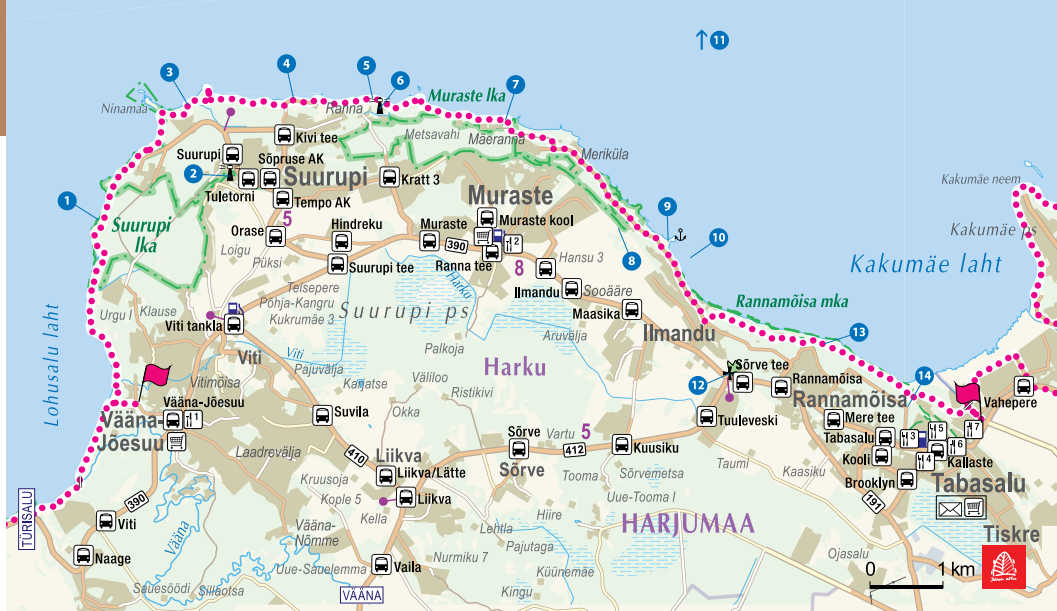 11
4
3
5
6
7
Ninamaa
Ranna
Muraste lka
Kivi tee
Metsavahi
Mäeranna
Suurupi
Sõpruse AK
Meriküla
2
Suurupi
Kratt 3
Kakumäe neem
Tuletorni
Tempo AK
Muraste
1
9
Suurupi
lka
5
Orase
Hindreku
Muraste
Muraste kool
Kakumäe ps
10
Loigu
390
2
Hansu 3
8
Kakumäe laht
Püksi
Suurupi tee
Ranna tee
8
Teisepere
Harku
Ilmandu
Sooääre
Põhja-Kangru
Suurupi ps
Rannamõisa mka
Urgu I
Klause
Kukrumäe 3
Maasika
Lohusalu laht
Viti tankla
Aruvälja
Ilmandu
13
Viti
Viti
Pajuvälja
Palkoja
Harku
Sõrve tee
14
Vitimõisa
Karjatse
Väliloo
12
Rannamõisa
Ristikivi
Rannamõisa
Vahepere
Vääna-Jõesuu
Okka
Vääna-
Jõesuu
1
Suvila
Tuuleveski
Mere tee
Sõrve
Vartu
5
Tabasalu
3
5
7
Laadrevälja
410
Liikva
412
Kuusiku
6
Liikva/Lätte
Sõrve
Kooli
4
Kallaste
Kruusoja
Tooma
Sõrvemetsa
Taumi
Kaasiku
Brooklyn
Tabasalu
390
Kople 5
Liikva
Uue-Tooma I
191
TÜRISALU
Viti
Kella
Hiire
HARJUMAA
Vääna
Vääna-
Nõmme
Lehtla
Pajutaga
Tiskre
Naage
Nurmiku 7
Ojasalu
Uue-Sanelemma
Vaila
Küünemäe
0
1 km
Sauesöödi
Sillaotsa
VÄÄNA
Kingu